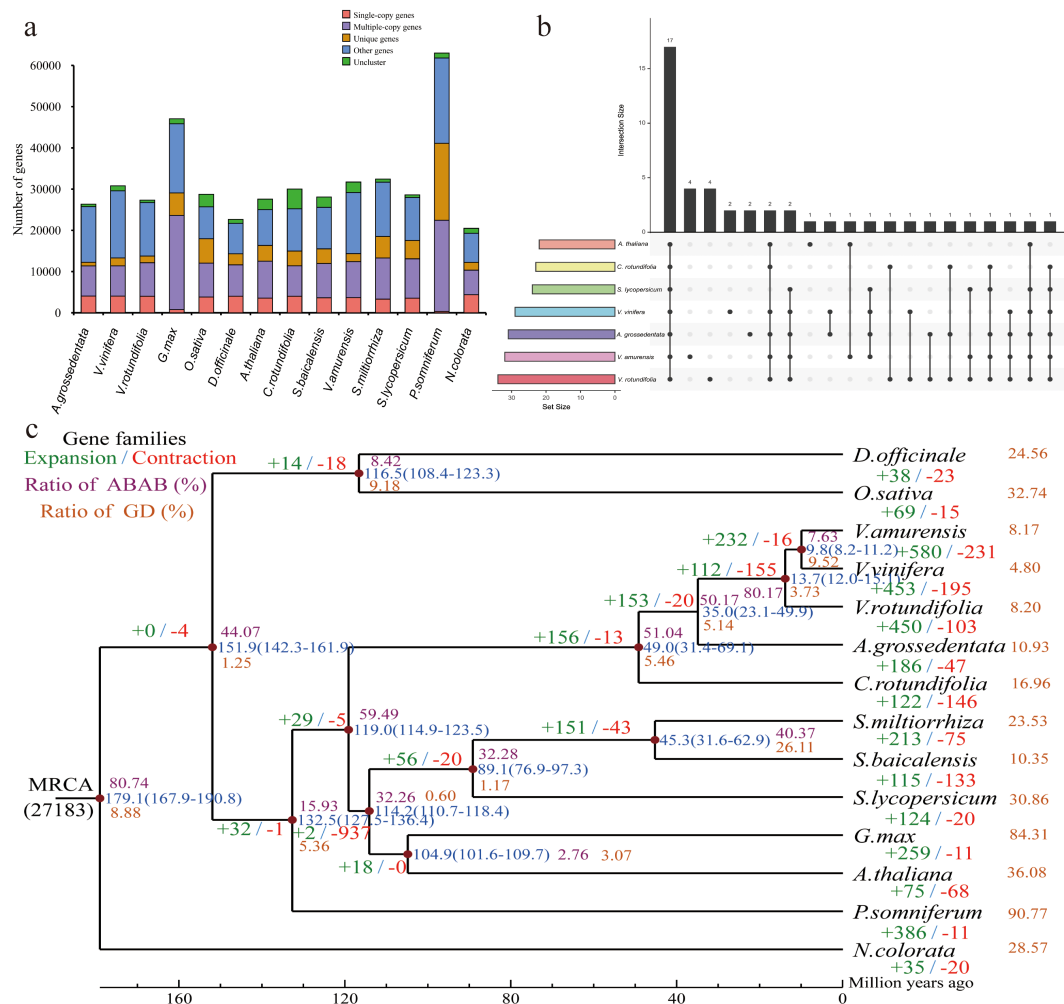 a
Single-copy genes
Multiple-copy genes
Unique genes
Other genes
Uncluster
Number of genes
60000
50000
40000
30000
20000
10000
0
A.grossedentata
V.vinifera
V.rotundifolia
G.max
O.sativa
D.officinale
A.thaliana
C.rotundifolia
S.baicalensis
V.amurensis
S.miltiorrhiza
S.lycopersicum
P.somniferum
N.colorata
b
Intersection Size
15
10
5
0
17 4 4 2 2 2 2 1 1 1 1 1 1 1 1 1 1 1 1 1
A. thaliana
C. rotundifolia
S. lycopersicum
V. vinifera
A. grossedentata
V. amurensis
V. rotundifolia
30 20 10 0
Set Size
c
Gene families
Expansion / Contraction
Ratio of ABAB (%)
Ratio of GD (%)
+14 / -18
8.42
116.5(108.4-123.3)
9.18
D.officinale 24.56
+38 / -23
O.sativa 32.74
+69 / -15
+232 / -16
7.63
9.8(8.2-11.2)
9.52
V.amurensis 8.17
+580 / -231
+112 / -155
80.17
13.7(12.0-15.1)
3.73
V.vinifera 4.80
+453 / -195
+153 / -20
50.17
35.0(23.1-49.9)
5.14
V.rotundifolia 8.20
+450 / -103
+156 / -13
51.04
49.0(31.4-69.1)
5.46
A.grossedentata 10.93
+186 / -47
C.rotundifolia 16.96
+122 / -146
+0 / -4
44.07
151.9(142.3-161.9)
1.25
+29 / -5
59.49
119.0(114.9-123.5)
+151 / -43
45.3(31.6-62.9)
40.37
26.11
S.miltiorrhiza 23.53
+213 / -75
S.baicalensis 10.35
+115 / -133
+56 / -20
32.28
89.1(76.9-97.3)
1.17
S.lycopersicum 30.86
+124 / -20
MRCA
(27183)
80.74
179.1(167.9-190.8)
8.88
+32 / -1
15.93
132.5(127.5-136.4)
5.36
+2 / -937
32.26 0.60
114.2(110.7-118.4)
+18 / -0
104.9(101.6-109.7) 2.76 3.07
G.max 84.31
+259 / -11
A.thaliana 36.08
+75 / -68
P.somniferum 90.77
+386 / -11
N.colorata 28.57
+35 / -20
Million years ago
160 120 80 40 0